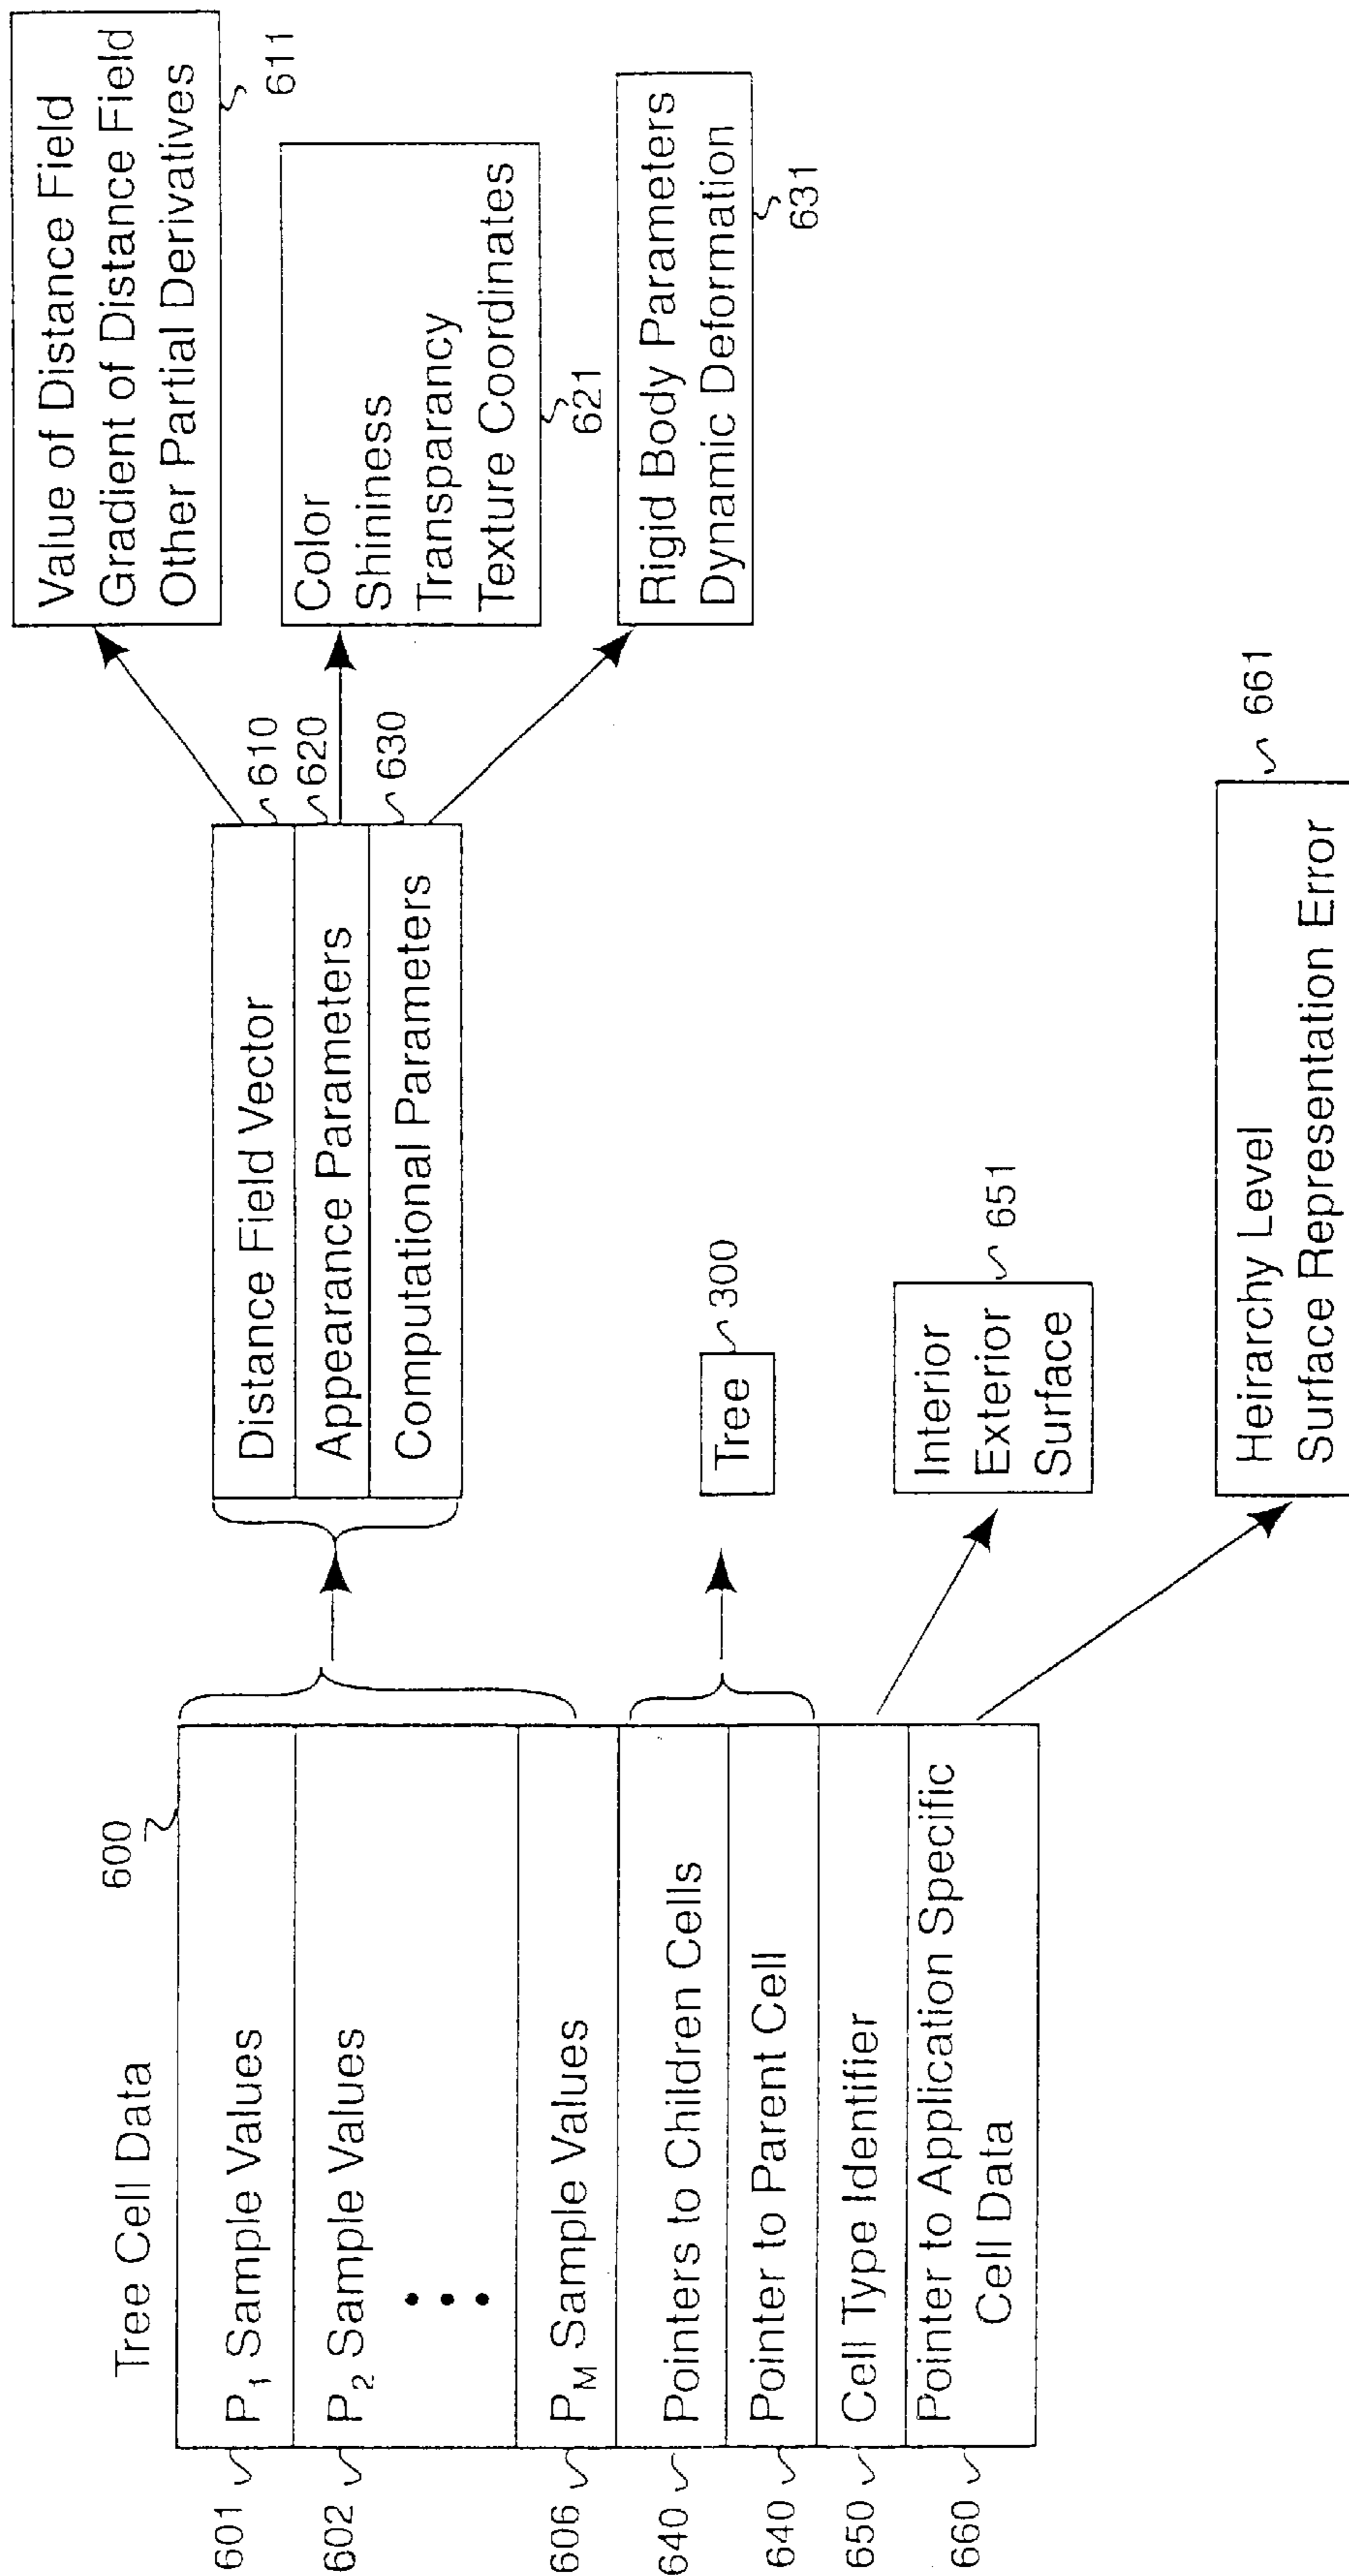 Tree Cell Data
600
601
P1 Sample Values
602
P2 Sample Values
606
PM Sample Values
640
Pointers to Children Cells
640
Pointer to Parent Cell
650
Cell Type Identifier
660
Pointer to Application Specific
Cell Data
Distance Field Vector
610
Appearance Parameters
620
Computational Parameters
630
Tree
300
Interior
Exterior
Surface
651
Heirarchy Level
Surface Representation Error
661
Value of Distance Field
Gradient of Distance Field
Other Partial Derivatives
611
Color
Shininess
Transparancy
Texture Coordinates
621
Rigid Body Parameters
Dynamic Deformation
631